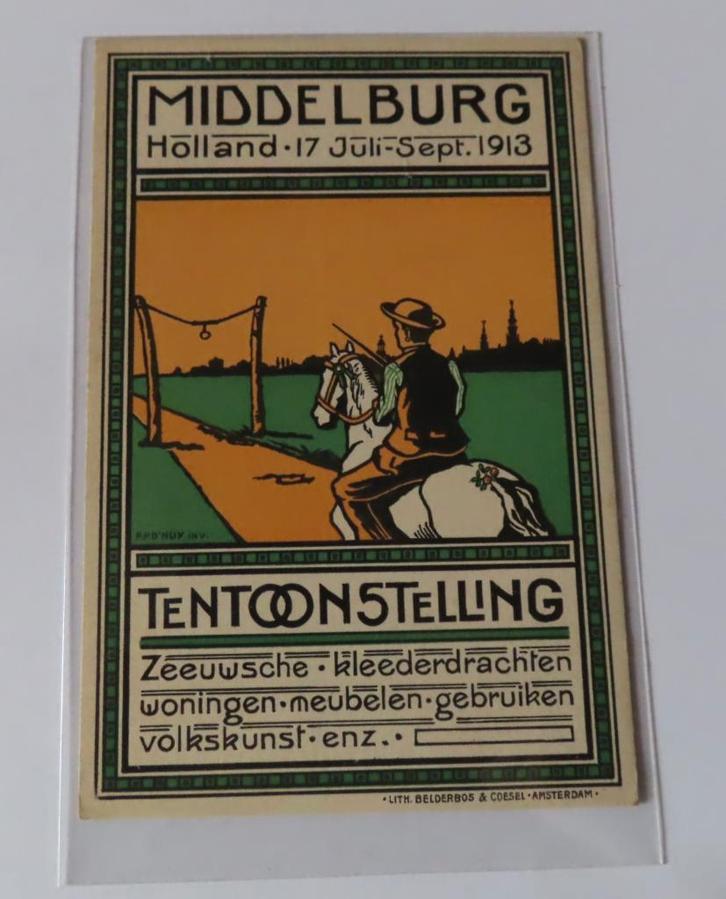 MIDDELBURG
Holland·17 Juli-Sept. 1913
INV.
TENTOONSTELLING
Zeeuwsche·kleederdrachten
woningen·meubelen·gebruiken
volkskunst·enz.·
·LITH. BELDERBOS & COESEL·AMSTERDAM·